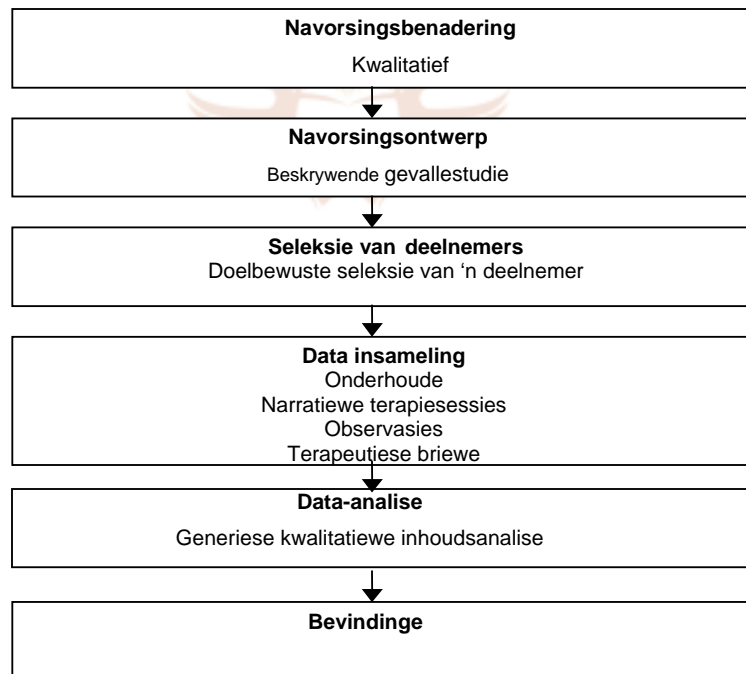 Navorsingsbenadering
Kwalitatief
Navorsingsontwerp
Beskrywende gevallestudie
Seleksie van deelnemers
Doelbewuste seleksie van ‘n deelnemer
Data insameling
Onderhoude
Narratiewe terapiesessies
Observasies
Terapeutiese briewe
Data-analise
Generiese kwalitatiewe inhoudsanalise
Bevindinge